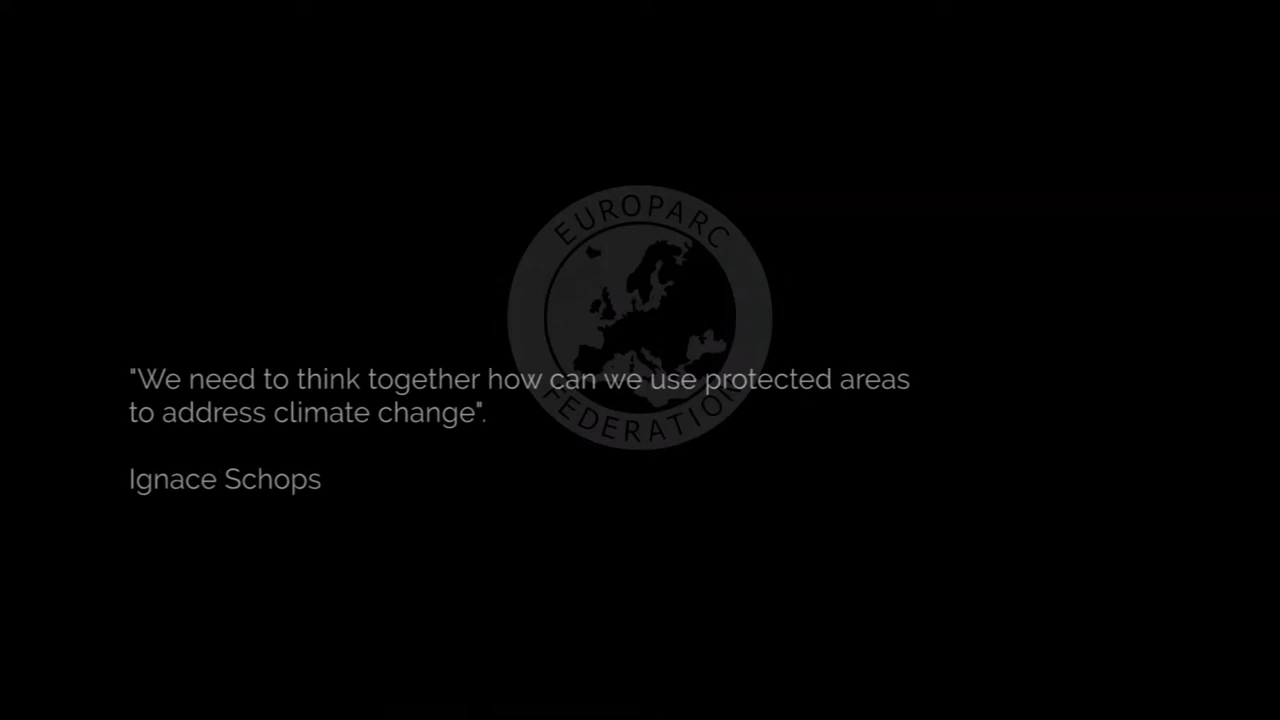 EUROPARC
"We need to think together how can we use protected areas
to address climate change".
FEDERATION
Ignace Schops